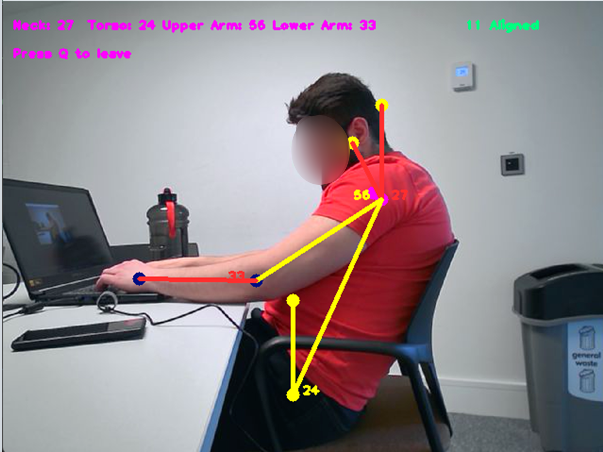 Neck: 27 Torso: 24 Upper Arm: 56 Lower Arm: 33
11 Aligned
Press Q to leave
56
27
33
24
general
waste